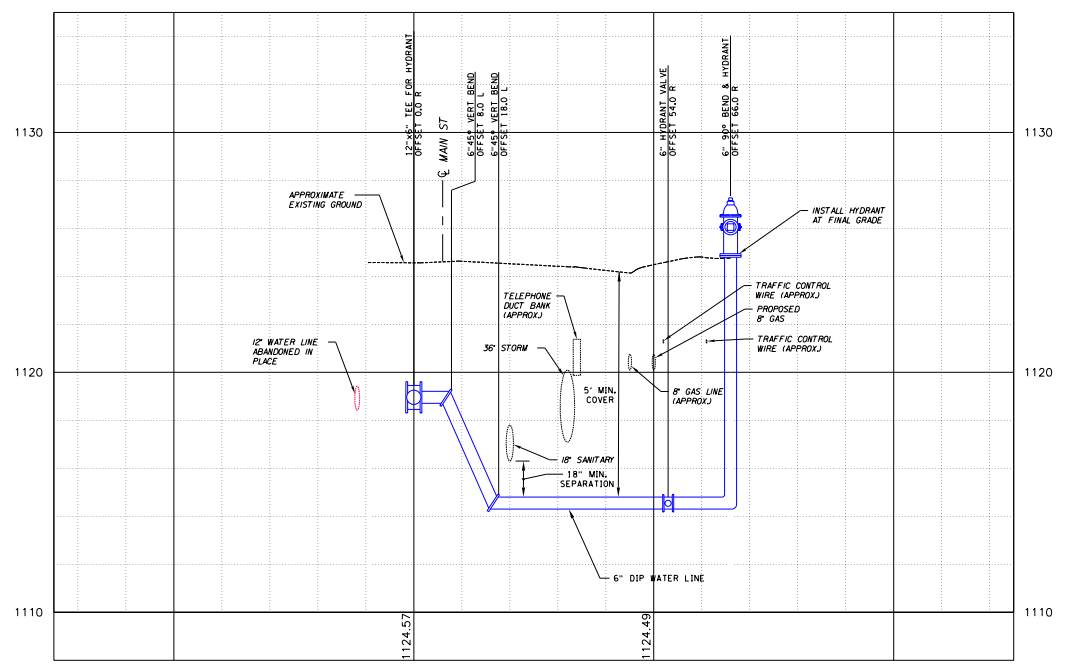 12"x6" TEE FOR HYDRANT
OFFSET 0.0 R
℄ MAIN ST
6"45° VERT BEND
OFFSET 8.0 L
6"45° VERT BEND
OFFSET 18.0 L
6" HYDRANT VALVE
OFFSET 54.0 R
6" 90° BEND & HYDRANT
OFFSET 66.0 R
1130
1130
APPROXIMATE
EXISTING GROUND
INSTALL HYDRANT
AT FINAL GRADE
TELEPHONE
DUCT BANK
(APPROX.)
TRAFFIC CONTROL
WIRE (APPROX.)
PROPOSED
8" GAS
12" WATER LINE
ABANDONED IN
PLACE
36" STORM
TRAFFIC CONTROL
WIRE (APPROX.)
1120
1120
5' MIN.
COVER
8" GAS LINE
(APPROX.)
18" SANITARY
18" MIN.
SEPARATION
6" DIP WATER LINE
1110
1110
1124.57
1124.49